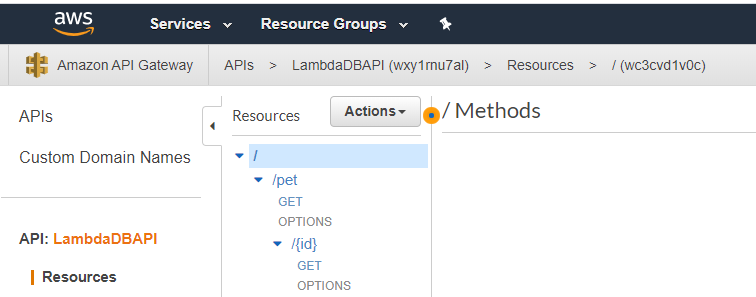 aws Services Resource Groups
Amazon API Gateway APIs > LambdaDBAPI (wxy1rnu7al) > Resources > / (wc3cvd1v0c)
APIs
Custom Domain Names
API: LambdaDBAPI
Resources
Resources Actions
/
/pet
GET
OPTIONS
/{id}
GET
OPTIONS
/ Methods